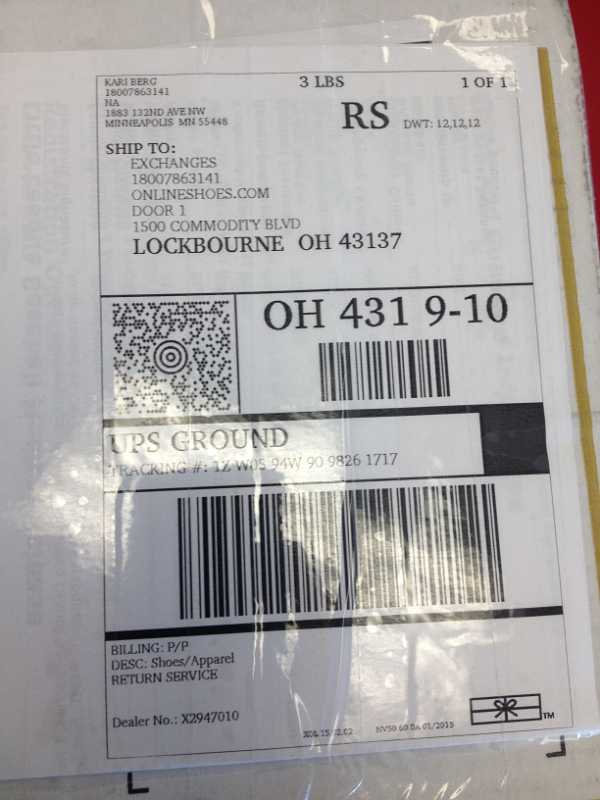 KARI BERG
18007863141
NA
1883 132ND AVE NW
MINNEAPOLIS MN 55448
3 LBS
1 OF 1
RS
DWT: 12,12,12
SHIP TO:
EXCHANGES
18007863141
ONLINESHOES.COM
DOOR 1
1500 COMMODITY BLVD
LOCKBOURNE OH 43137
OH 431 9-10
UPS GROUND
TRACKING #: 1Z W05 94W 90 9826 1717
BILLING: P/P
DESC: Shoes/Apparel
RETURN SERVICE
Dealer No.: X2947010
TM
01/2015